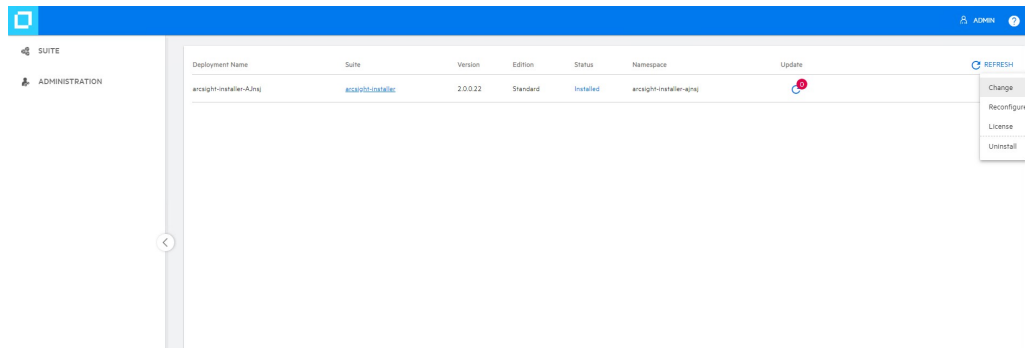 ADMIN ?
SUITE
ADMINISTRATION
Deployment Name Suite Version Edition Status Namespace Update REFRESH
arcsight-installer-AJnsj arcsight-installer 2.0.0.22 Standard Installed arcsight-installer-ajnsj 0
Change
Reconfigure
License
Uninstall